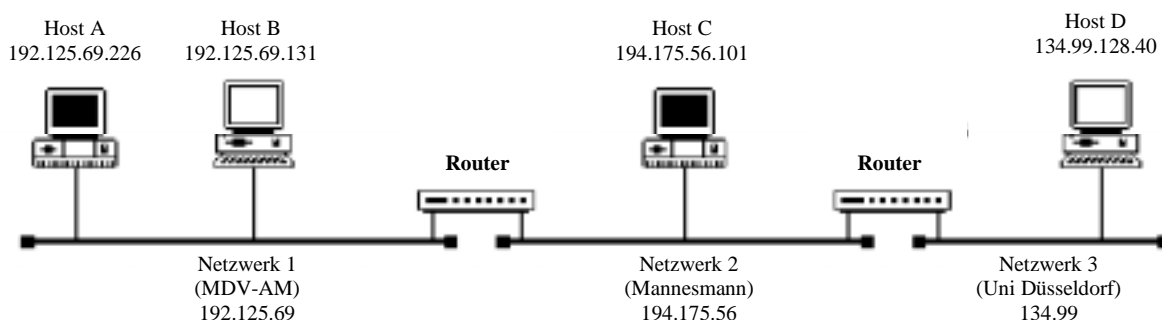 Host A
192.125.69.226
Host B
192.125.69.131
Host C
194.175.56.101
Host D
134.99.128.40
Router
Router
Netzwerk 1
(MDV-AM)
192.125.69
Netzwerk 2
(Mannesmann)
194.175.56
Netzwerk 3
(Uni Düsseldorf)
134.99